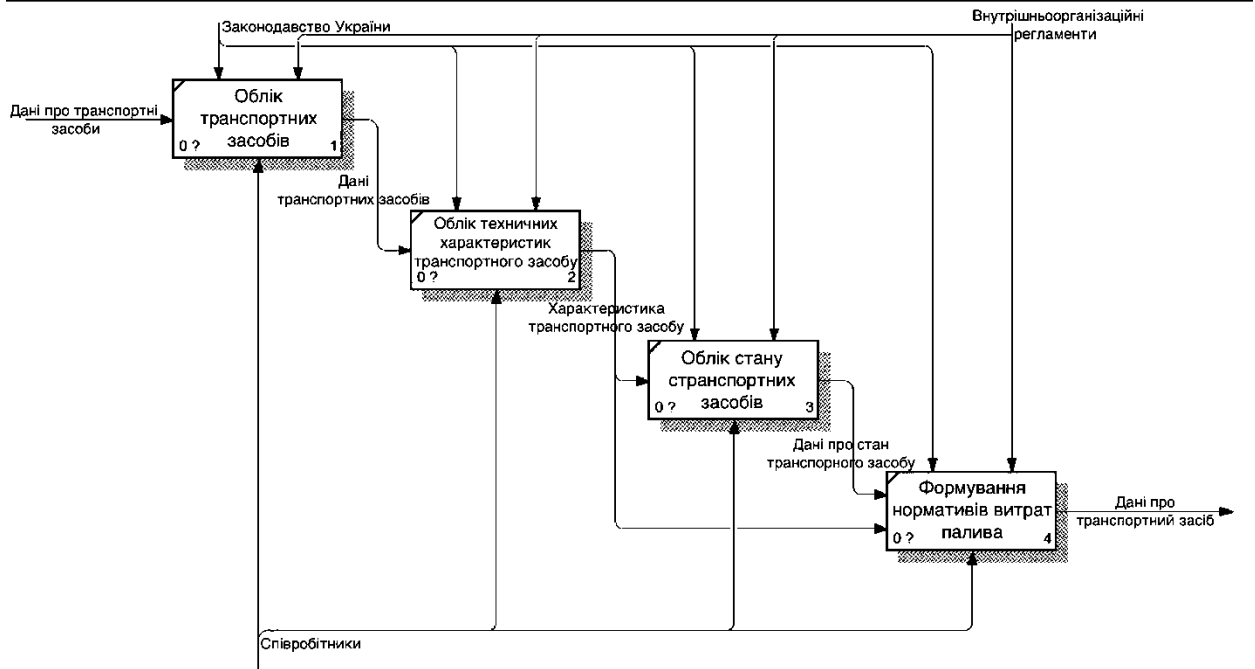 Законодавство України
Внутрішньоорганізаційні
регламенти
Дані про транспортні
засоби
Облік
транспортних
засобів
0 ?
1
Дані
транспортних засобів
Облік техничних
характеристик
транспортного засобу
0 ?
2
Характеристика
транспортного засобу
Облік стану
странспортних
засобів
0 ?
3
Дані про стан
транспорного засобу
Формування
нормативів витрат
палива
0 ?
4
Дані про
транспортний засіб
Співробітники